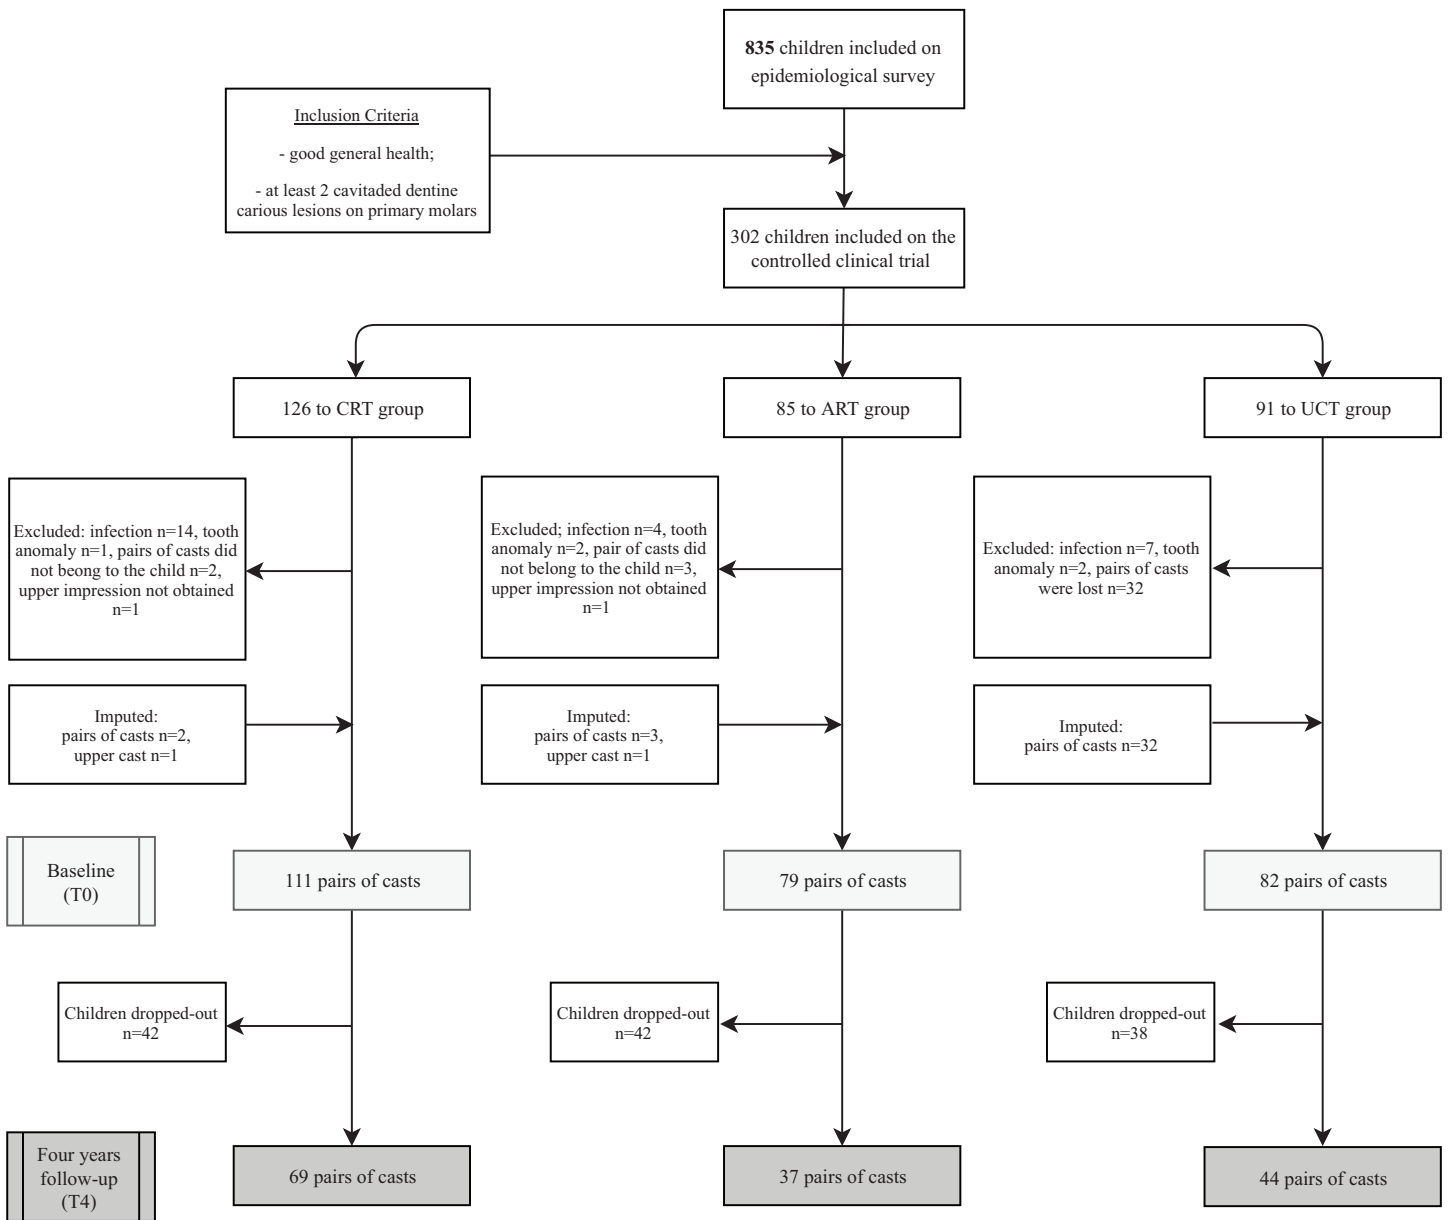 835 children included on
epidemiological survey
Inclusion Criteria
- good general health;
- at least 2 cavitaded dentine
carious lesions on primary molars
302 children included on the
controlled clinical trial
126 to CRT group
85 to ART group
91 to UCT group
Excluded: infection n=14, tooth
anomaly n=1, pairs of casts did
not beong to the child n=2,
upper impression not obtained
n=1
Excluded; infection n=4, tooth
anomaly n=2, pair of casts did
not belong to the child n=3,
upper impression not obtained
n=1
Excluded: infection n=7, tooth
anomaly n=2, pairs of casts
were lost n=32
Imputed:
pairs of casts n=2,
upper cast n=1
Imputed:
pairs of casts n=3,
upper cast n=1
Imputed:
pairs of casts n=32
Baseline
(T0)
111 pairs of casts
79 pairs of casts
82 pairs of casts
Children dropped-out
n=42
Children dropped-out
n=42
Children dropped-out
n=38
Four years
follow-up
(T4)
69 pairs of casts
37 pairs of casts
44 pairs of casts